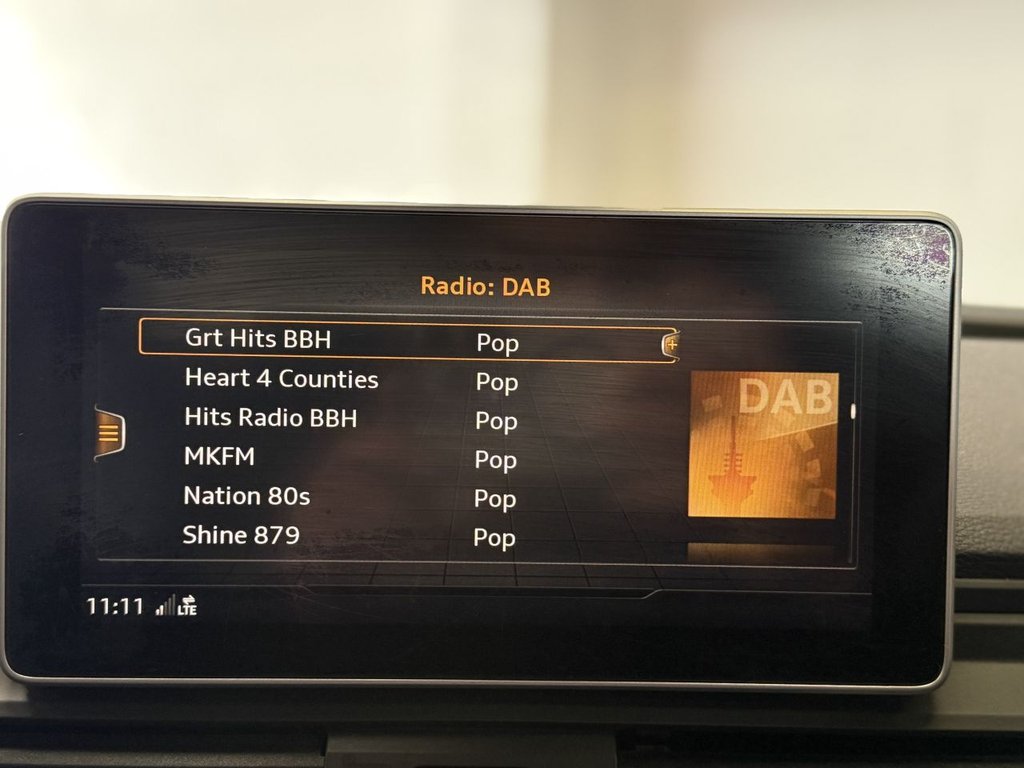 Radio: DAB
Grt Hits BBH Pop
Heart 4 Counties Pop
Hits Radio BBH Pop
MKFM Pop
Nation 80s Pop
Shine 879 Pop
DAB
11:11 LTE